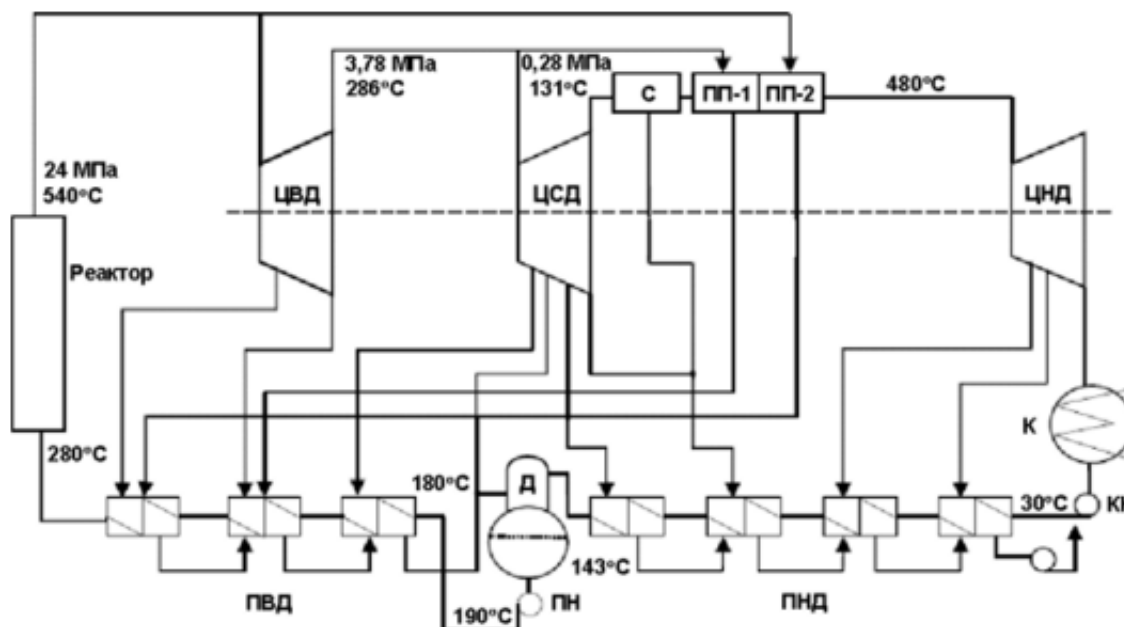 3,78 МПа
286°С
0,28 МПа
131°С
С
ПП-1
ПП-2
480°С
24 МПа
540°С
ЦВД
ЦСД
ЦНД
Реактор
К
280°С
180°С
Д
30°С
143°С
ПВД
190°С
ПН
ПНД